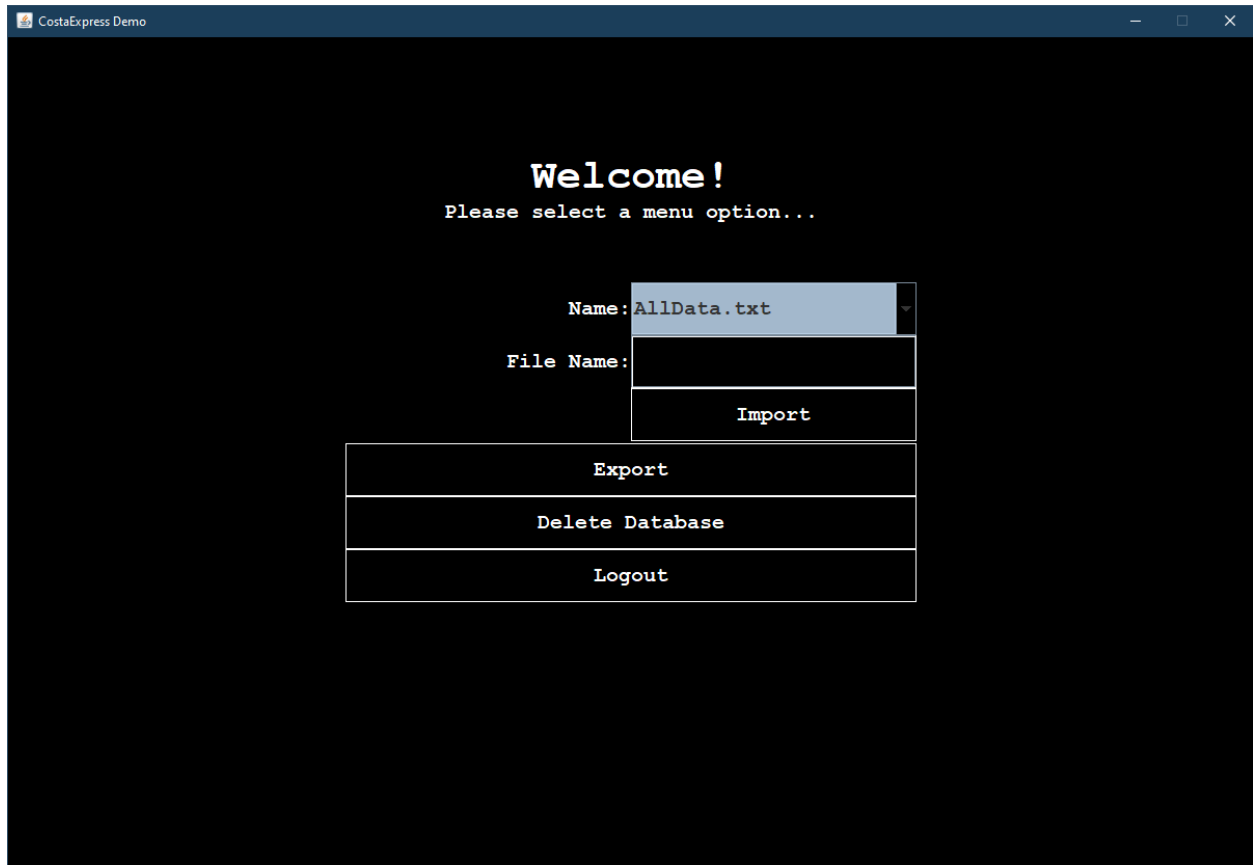 CostaExpress Demo
Welcome!
Please select a menu option...
Name: AllData.txt
File Name:
Import
Export
Delete Database
Logout